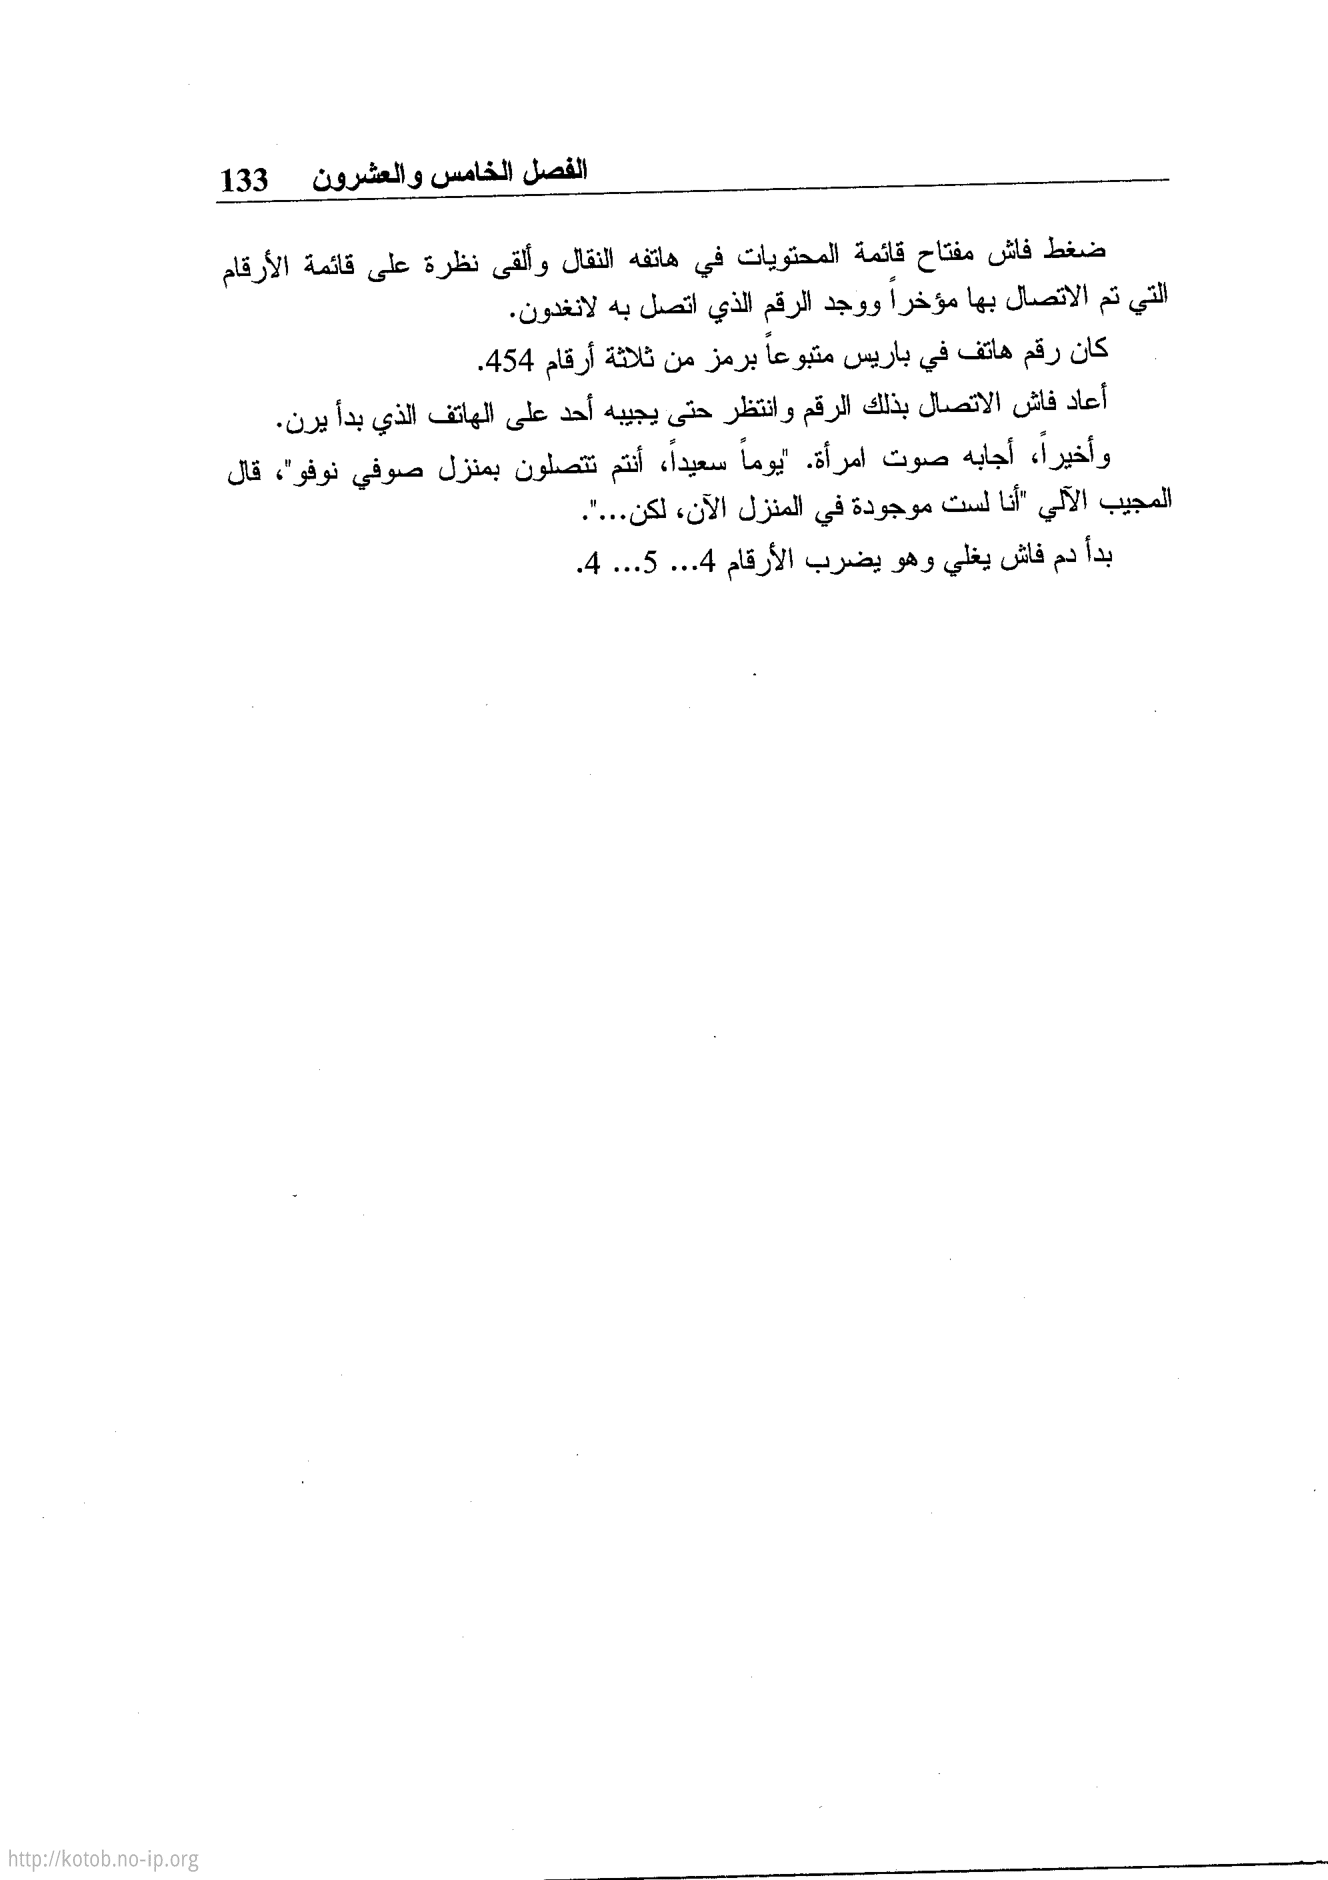 الفصل الخامس والعشرون 133
ضغط فاش مفتاح قائمة المحتويات في هاتفه النقال وألقى نظرة على قائمة الأرقام
التي تم الاتصال بها مؤخراً ووجد الرقم الذي اتصل به لانغدون.
كان رقم هاتف في باريس متبوعاً برمز من ثلاثة أرقام 454.
أعاد فاش الاتصال بذلك الرقم وانتظر حتى يجيبه أحد على الهاتف الذي بدأ يرن.
وأخيراً، أجابه صوت امرأة. "يوماً سعيداً، أنتم تتصلون بمنزل صوفي نوفو"، قال
المجيب الآلي "أنا لست موجودة في المنزل الآن، لكن...".
بدأ دم فاش يغلي وهو يضرب الأرقام 4... 5... 4.
http://kotob.no-ip.org